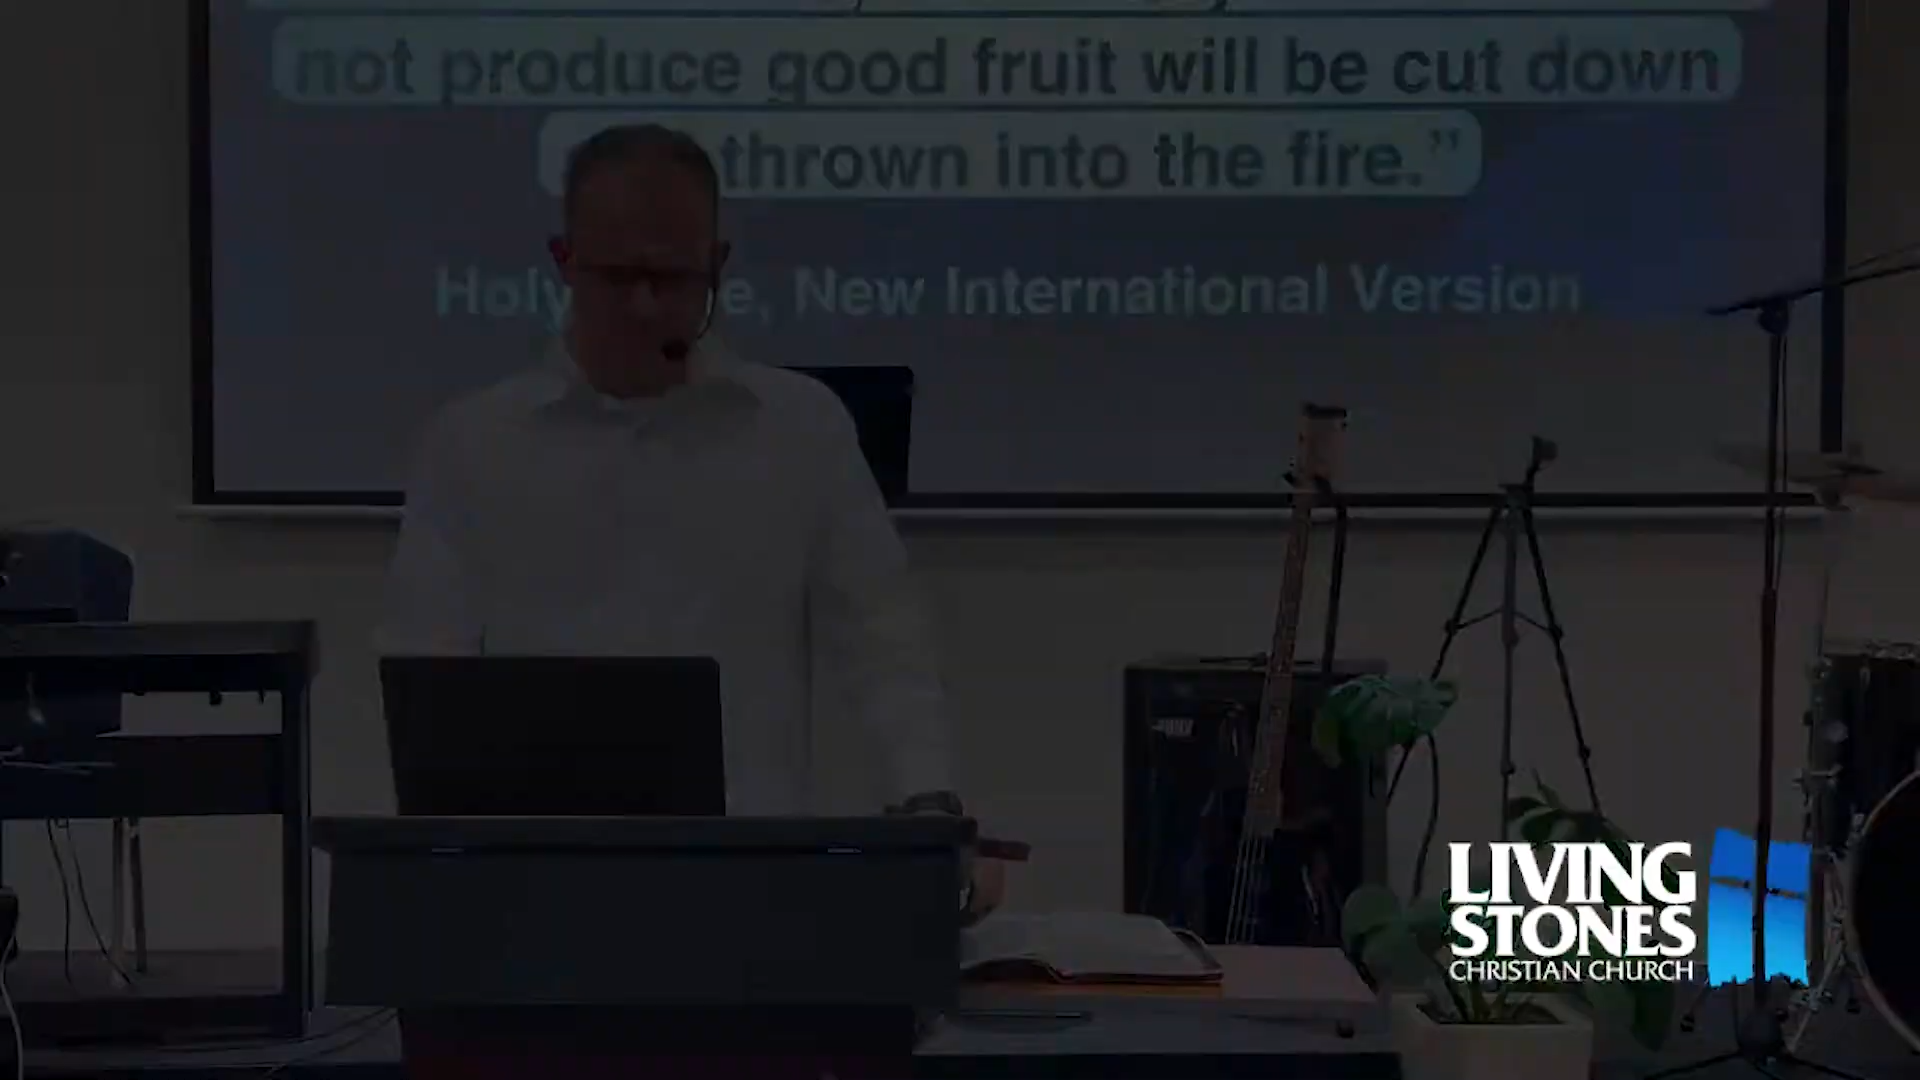 not produce good fruit will be cut down
thrown into the fire.”
Holy e, New International Version
LIVING
STONES
CHRISTIAN CHURCH